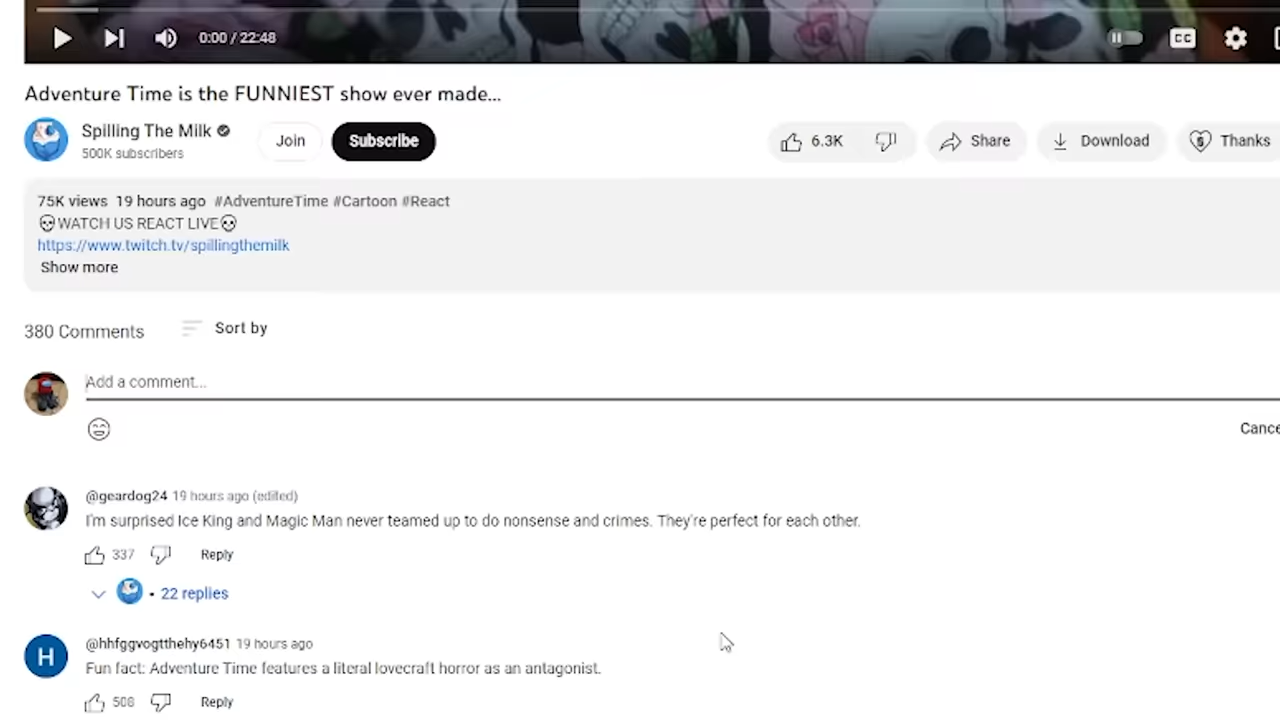 0:00 / 22:48
CC
Adventure Time is the FUNNIEST show ever made...
Spilling The Milk
500K subscribers
Join
Subscribe
6.3K
Share
Download
Thanks
75K views 19 hours ago #AdventureTime #Cartoon #React
💀WATCH US REACT LIVE💀
https://www.twitch.tv/spillingthemilk
Show more
380 Comments
Sort by
Add a comment...
Cance
@geardog24 19 hours ago (edited)
I'm surprised Ice King and Magic Man never teamed up to do nonsense and crimes. They're perfect for each other.
337
Reply
• 22 replies
H
@hhfggvogtthehy6451 19 hours ago
Fun fact: Adventure Time features a literal lovecraft horror as an antagonist.
508
Reply